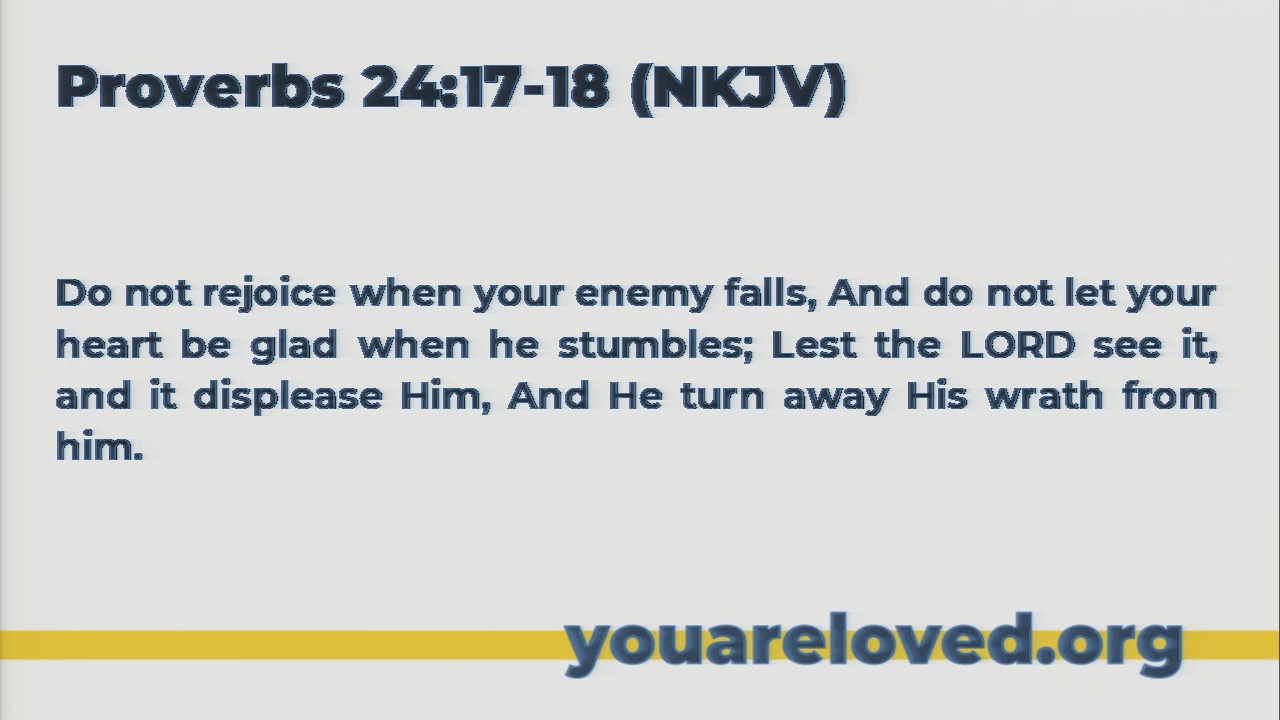 Proverbs 24:17-18 (NKJV)
Do not rejoice when your enemy falls, And do not let your
heart be glad when he stumbles; Lest the LORD see it,
and it displease Him, And He turn away His wrath from
him.
youareloved.org